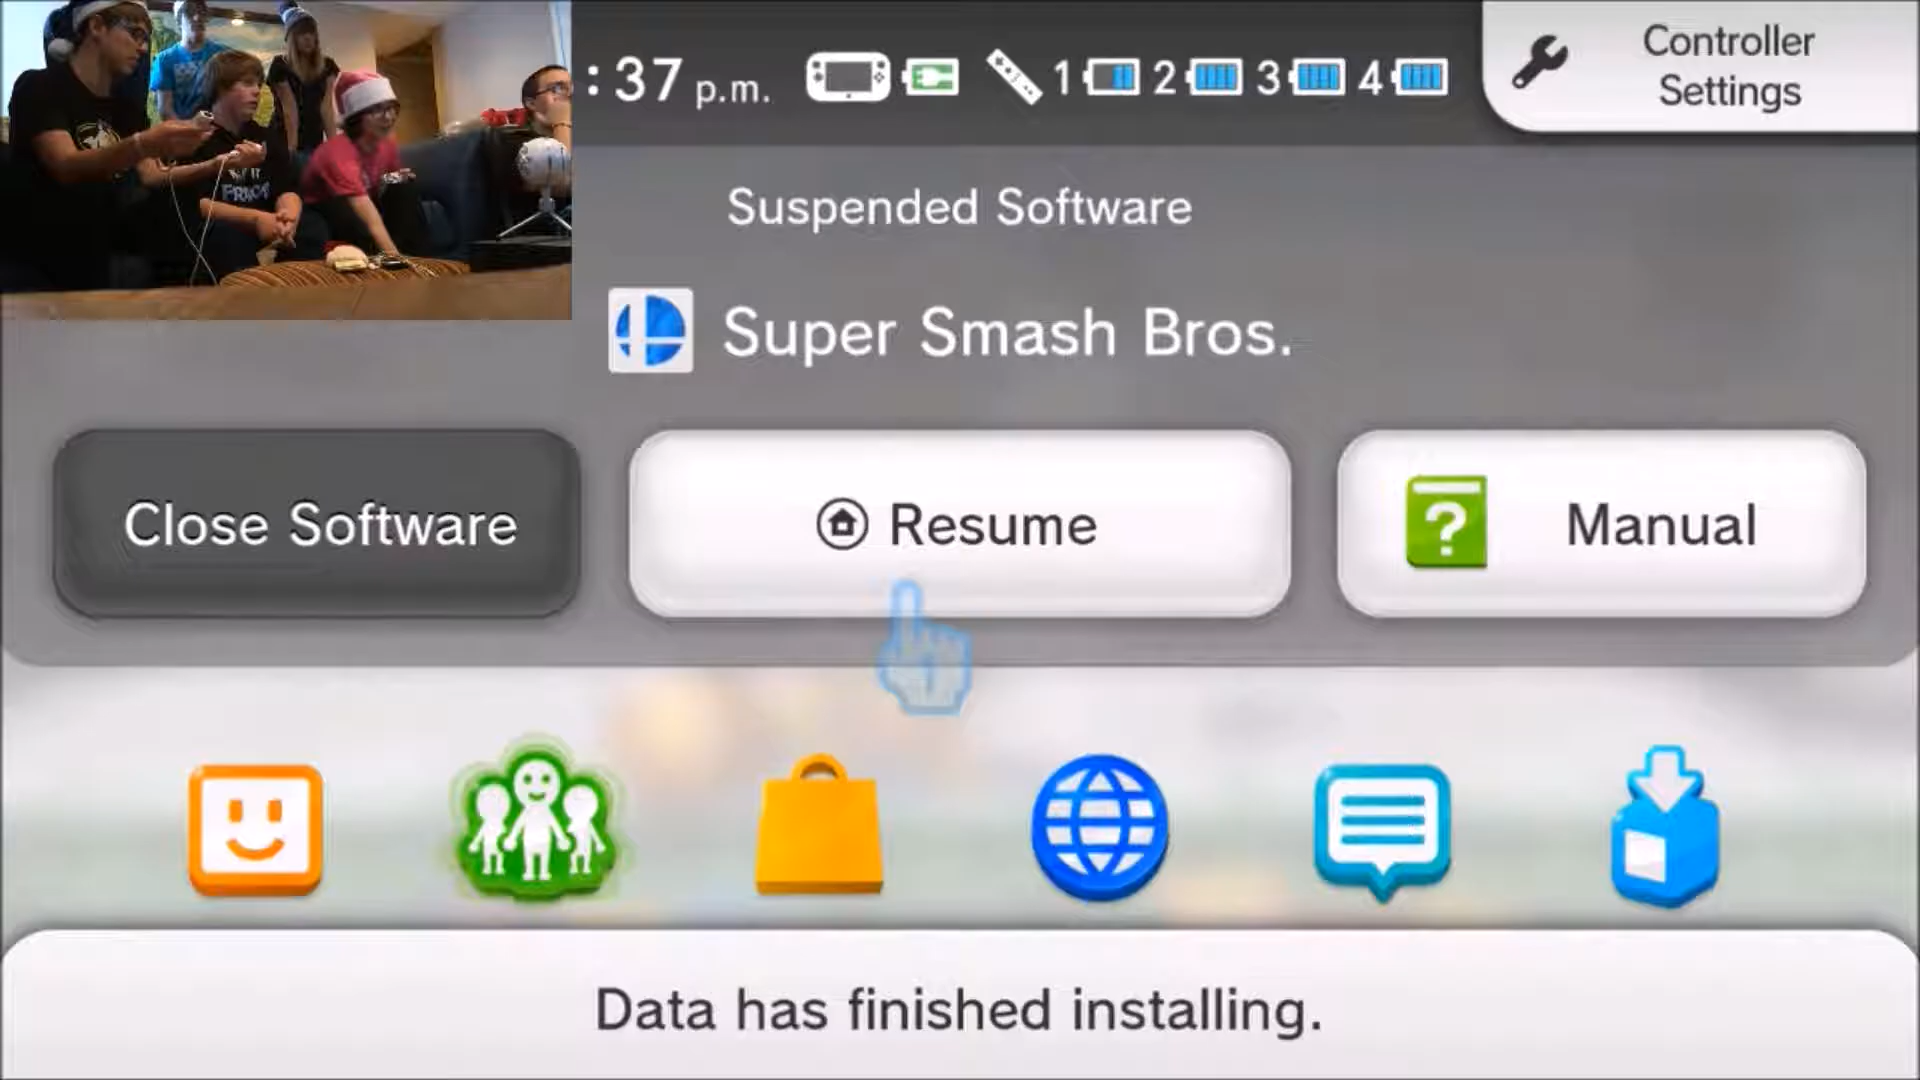 :37 p.m. 1 2 3 4
Controller
Settings
Suspended Software
Super Smash Bros.
Close Software
Resume
? Manual
Data has finished installing.